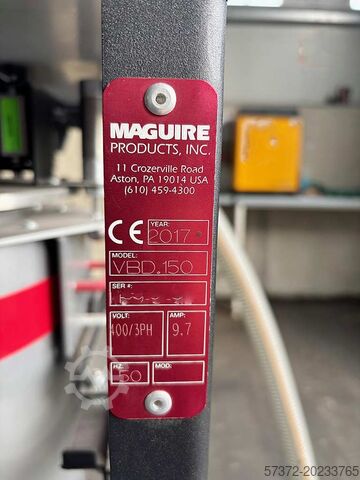 MAGUIRE
PRODUCTS, INC.
11 Crozerville Road
Aston, PA 19014 USA
(610) 459-4300
CE
YEAR:
2017
MODEL:
VBD.150
SER #:
VOLT: AMP:
400/3PH 9.7
HZ. MOD:
50
57372-20233765